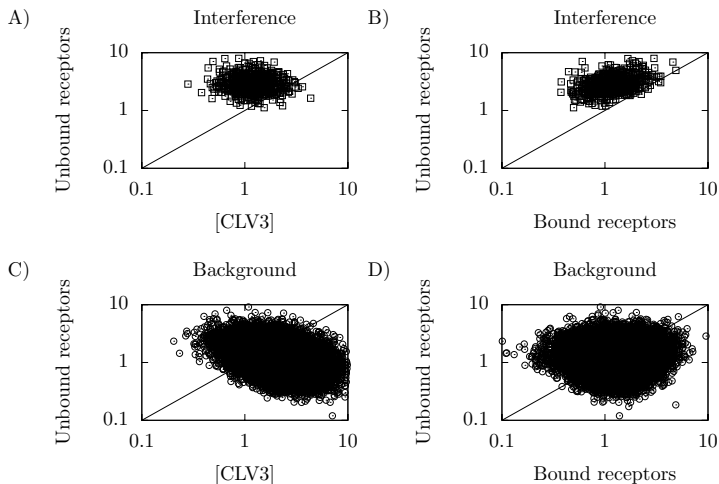 A) Interference
Unbound receptors
10
1
0.1
0.1 1 10
[CLV3]
B) Interference
Unbound receptors
10
1
0.1
0.1 1 10
Bound receptors
C) Background
Unbound receptors
10
1
0.1
0.1 1 10
[CLV3]
D) Background
Unbound receptors
10
1
0.1
0.1 1 10
Bound receptors